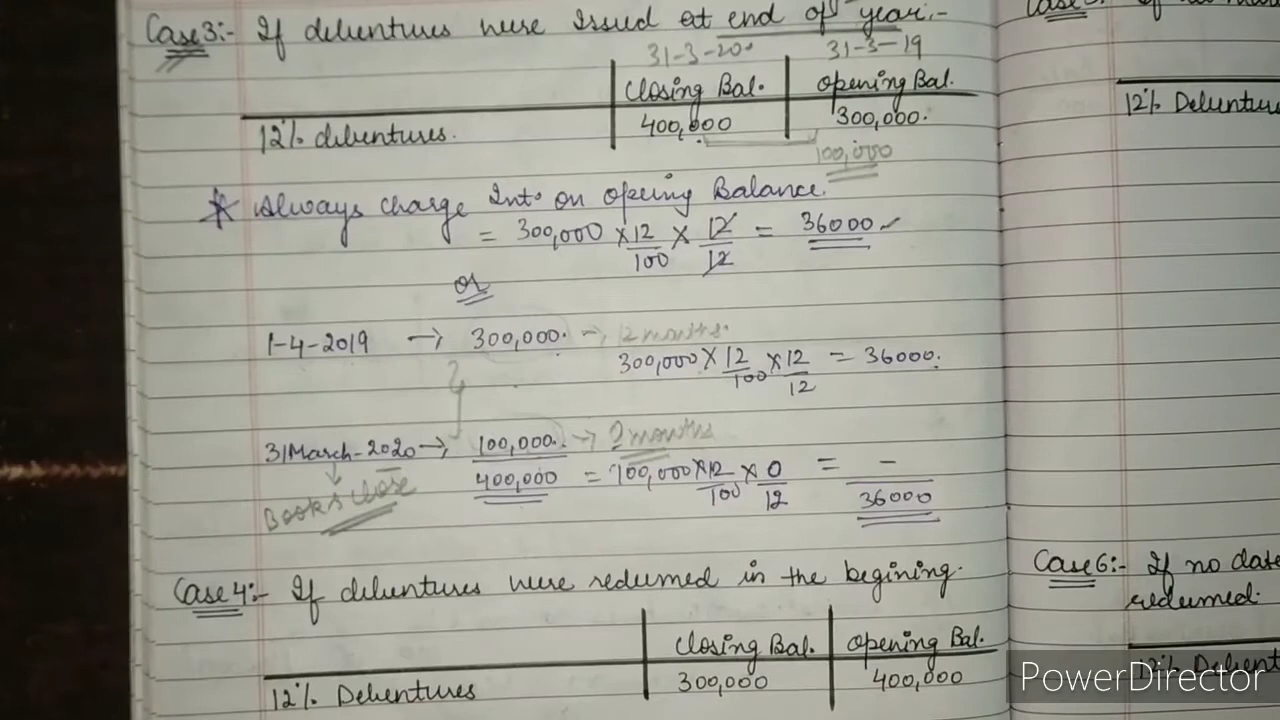 Case 3:- If debentures were Issued at end of year:-
31-3-20 31-3-19
Closing Bal. Opening Bal.
12% debentures. 400,000 300,000.
100,000
* Always charge Int. on Opening Balance.
= 300,000 × 12/100 × 12/12 = 36000
or
1-4-2019 → 300,000. → 12 months.
300,000 × 12/100 × 12/12 = 36000.
31 March-2020 → 100,000. → 0 months
400,000 = 100,000 × 12/100 × 0/12 = -
Books close 36000
Case 4:- If debentures were redeemed in the begining.
Closing Bal. Opening Bal.
12% Debentures 300,000 400,000
12% Debenture
Case 6:- If no date
redeemed.
12% Debent
PowerDirector